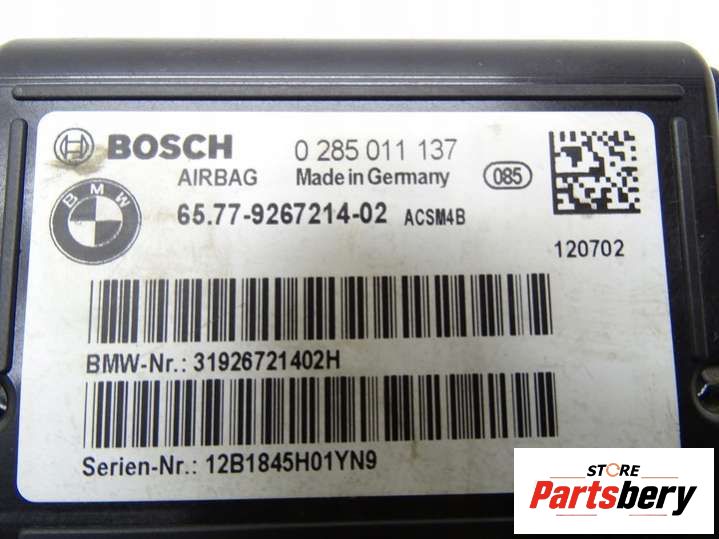 BOSCH 0 285 011 137
AIRBAG Made in Germany 085
BMW 65.77-9267214-02 ACSM4B
120702
BMW-Nr.: 31926721402H
Serien-Nr.: 12B1845H01YN9
STORE
Partsbery